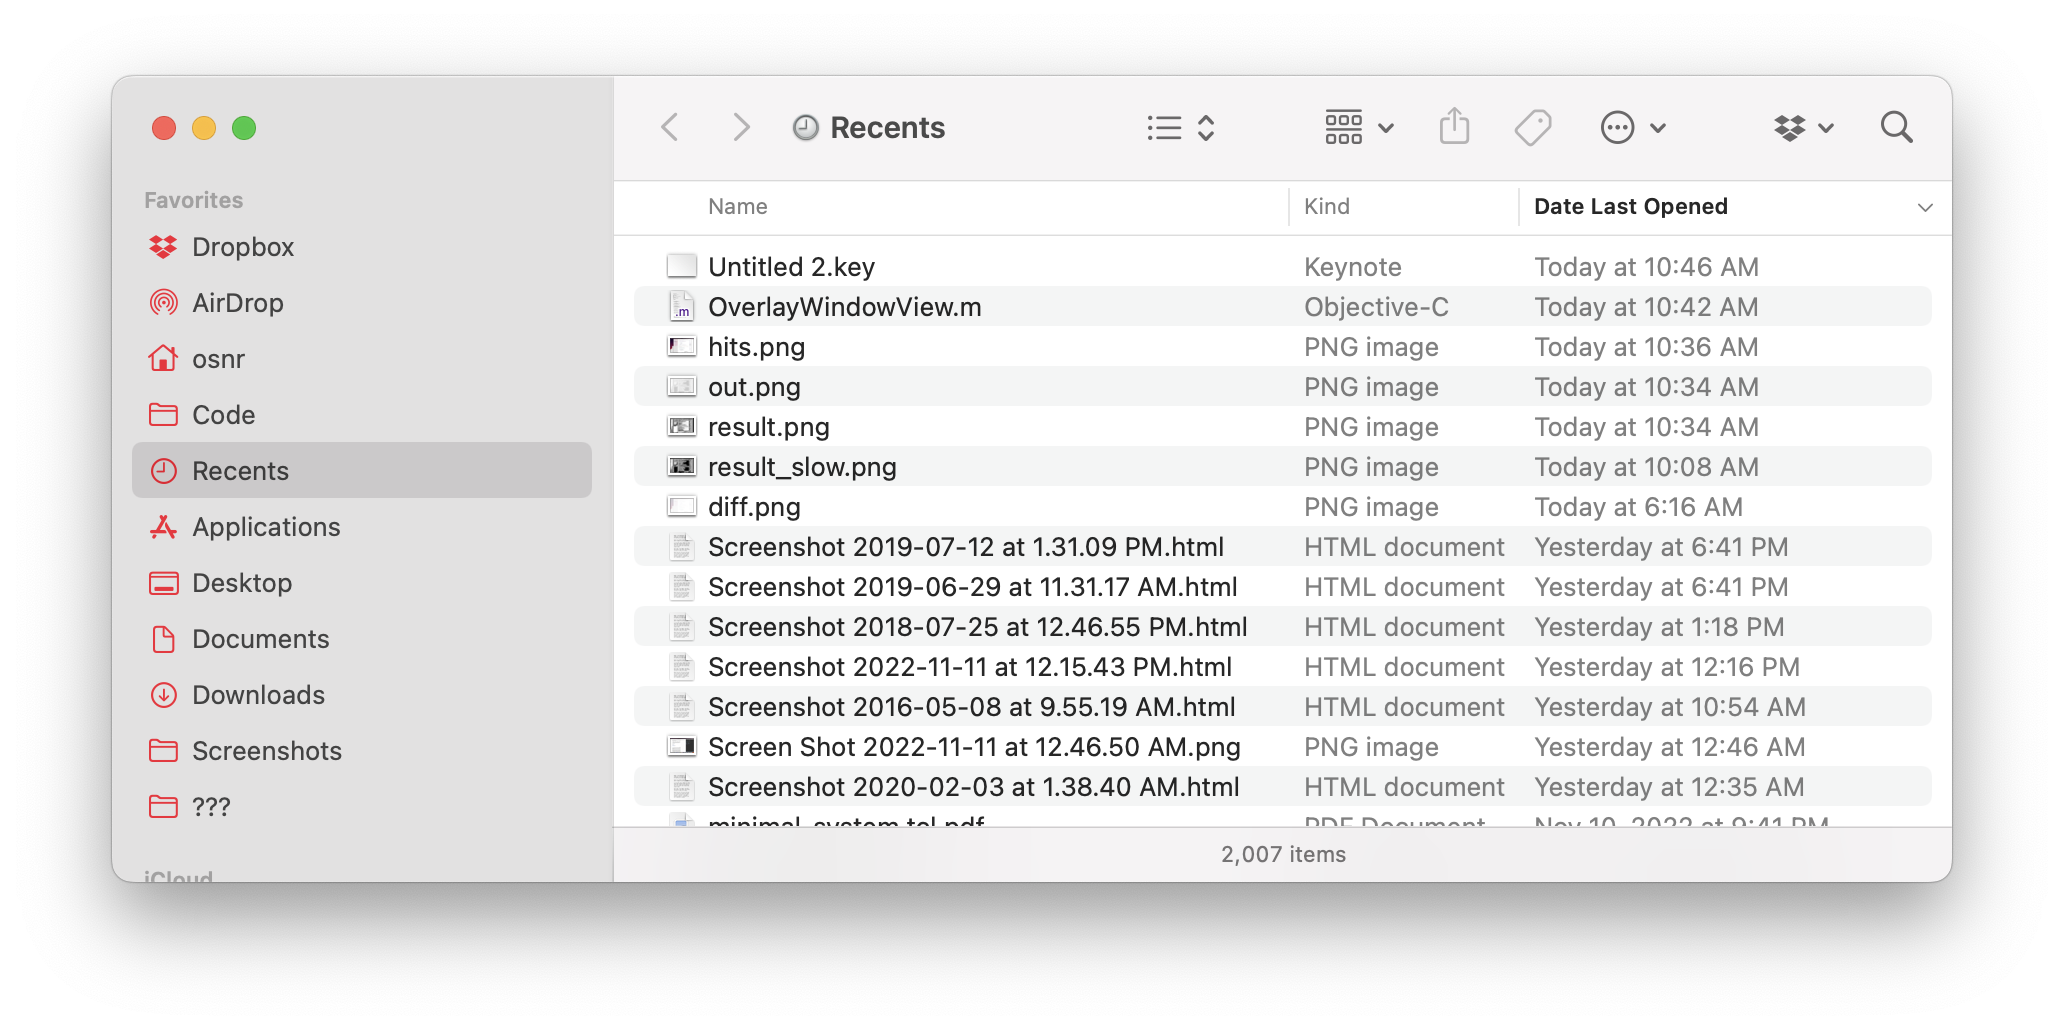 Favorites
Dropbox
AirDrop
osnr
Code
Recents
Applications
Desktop
Documents
Downloads
Screenshots
???
iCloud
Recents
Name Kind Date Last Opened
Untitled 2.key Keynote Today at 10:46 AM
OverlayWindowView.m Objective-C Today at 10:42 AM
hits.png PNG image Today at 10:36 AM
out.png PNG image Today at 10:34 AM
result.png PNG image Today at 10:34 AM
result_slow.png PNG image Today at 10:08 AM
diff.png PNG image Today at 6:16 AM
Screenshot 2019-07-12 at 1.31.09 PM.html HTML document Yesterday at 6:41 PM
Screenshot 2019-06-29 at 11.31.17 AM.html HTML document Yesterday at 6:41 PM
Screenshot 2018-07-25 at 12.46.55 PM.html HTML document Yesterday at 1:18 PM
Screenshot 2022-11-11 at 12.15.43 PM.html HTML document Yesterday at 12:16 PM
Screenshot 2016-05-08 at 9.55.19 AM.html HTML document Yesterday at 10:54 AM
Screen Shot 2022-11-11 at 12.46.50 AM.png PNG image Yesterday at 12:46 AM
Screenshot 2020-02-03 at 1.38.40 AM.html HTML document Yesterday at 12:35 AM
minimal_system.tcl.pdf PDF Document Nov 10, 2022 at 9:41 PM
2,007 items